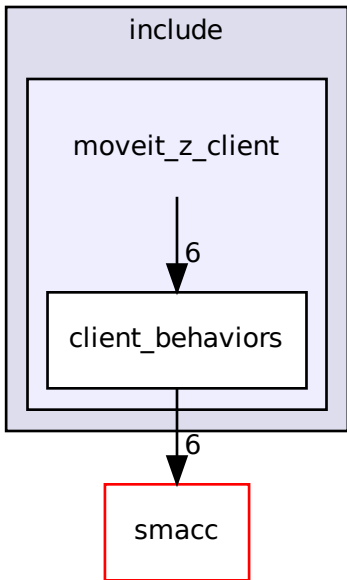 include
moveit_z_client
6
client_behaviors
6
smacc